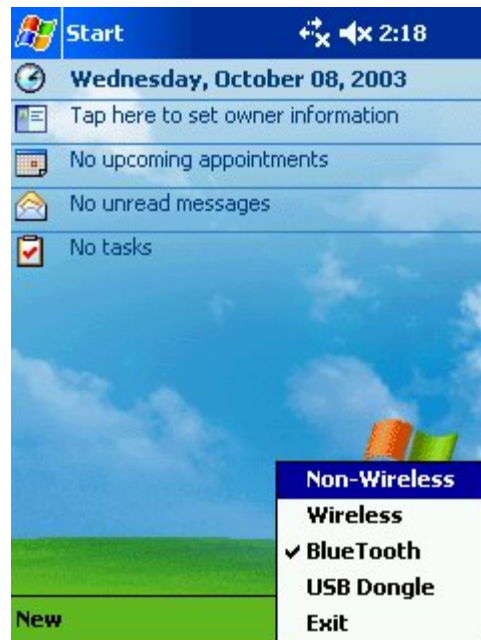 Start 2:18
Wednesday, October 08, 2003
Tap here to set owner information
No upcoming appointments
No unread messages
No tasks
Non-Wireless
Wireless
BlueTooth
USB Dongle
Exit
New